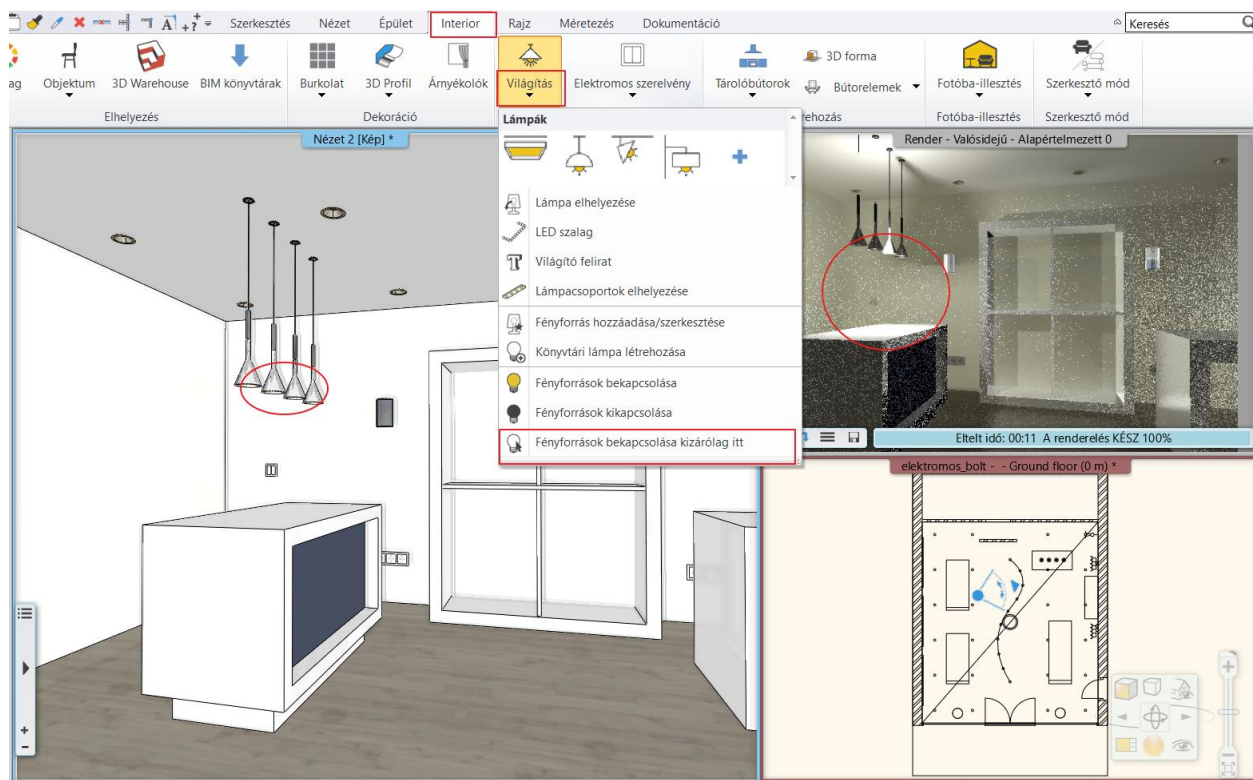 Szerkesztés Nézet Épület Interior Rajz Méretezés Dokumentáció Keresés
ag Objektum 3D Warehouse BIM könyvtárak Burkolat 3D Profil Árnyékolók Világítás Elektromos szerelvény Tárolóbútorok 3D forma Bútorelemek Fotóba-illesztés Szerkesztő mód
Elhelyezés Dekoráció rehozás Fotóba-illesztés Szerkesztő mód
Nézet 2 [Kép] *
Lámpák
Lámpa elhelyezése
LED szalag
Világító felirat
Lámpacsoportok elhelyezése
Fényforrás hozzáadása/szerkesztése
Könyvtári lámpa létrehozása
Fényforrások bekapcsolása
Fényforrások kikapcsolása
Fényforrások bekapcsolása kizárólag itt
Render - Valósidejű - Alapértelmezett 0
Eltelt idő: 00:11 A renderelés KÉSZ 100%
elektromos_bolt - - Ground floor (0 m) *